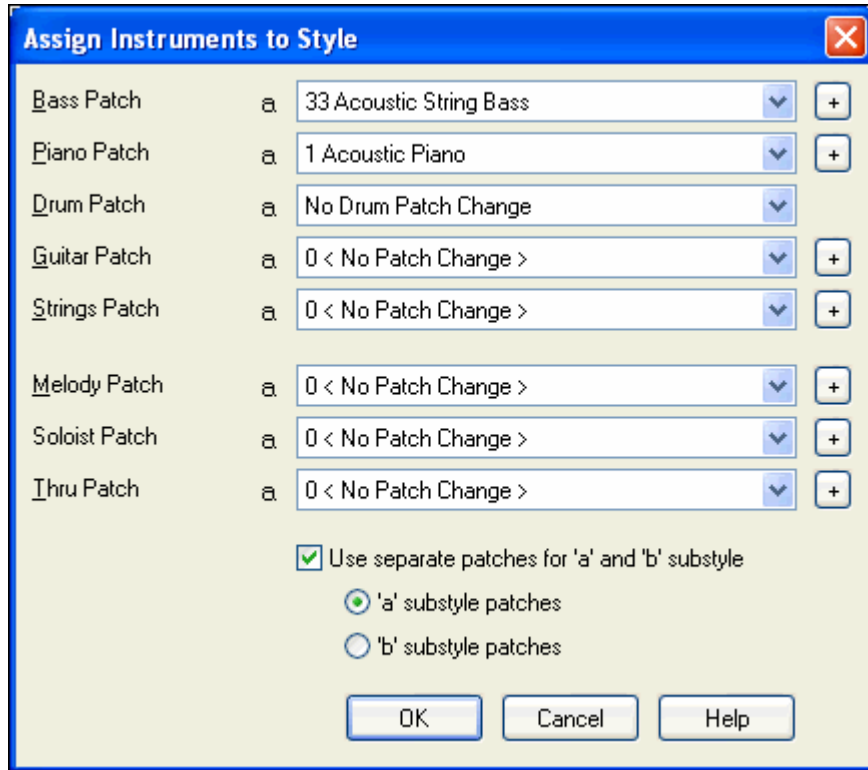 Assign Instruments to Style
Bass Patch a 33 Acoustic String Bass +
Piano Patch a 1 Acoustic Piano +
Drum Patch a No Drum Patch Change
Guitar Patch a 0 < No Patch Change > +
Strings Patch a 0 < No Patch Change > +
Melody Patch a 0 < No Patch Change > +
Soloist Patch a 0 < No Patch Change > +
Thru Patch a 0 < No Patch Change > +
Use separate patches for 'a' and 'b' substyle
'a' substyle patches
'b' substyle patches
OK Cancel Help